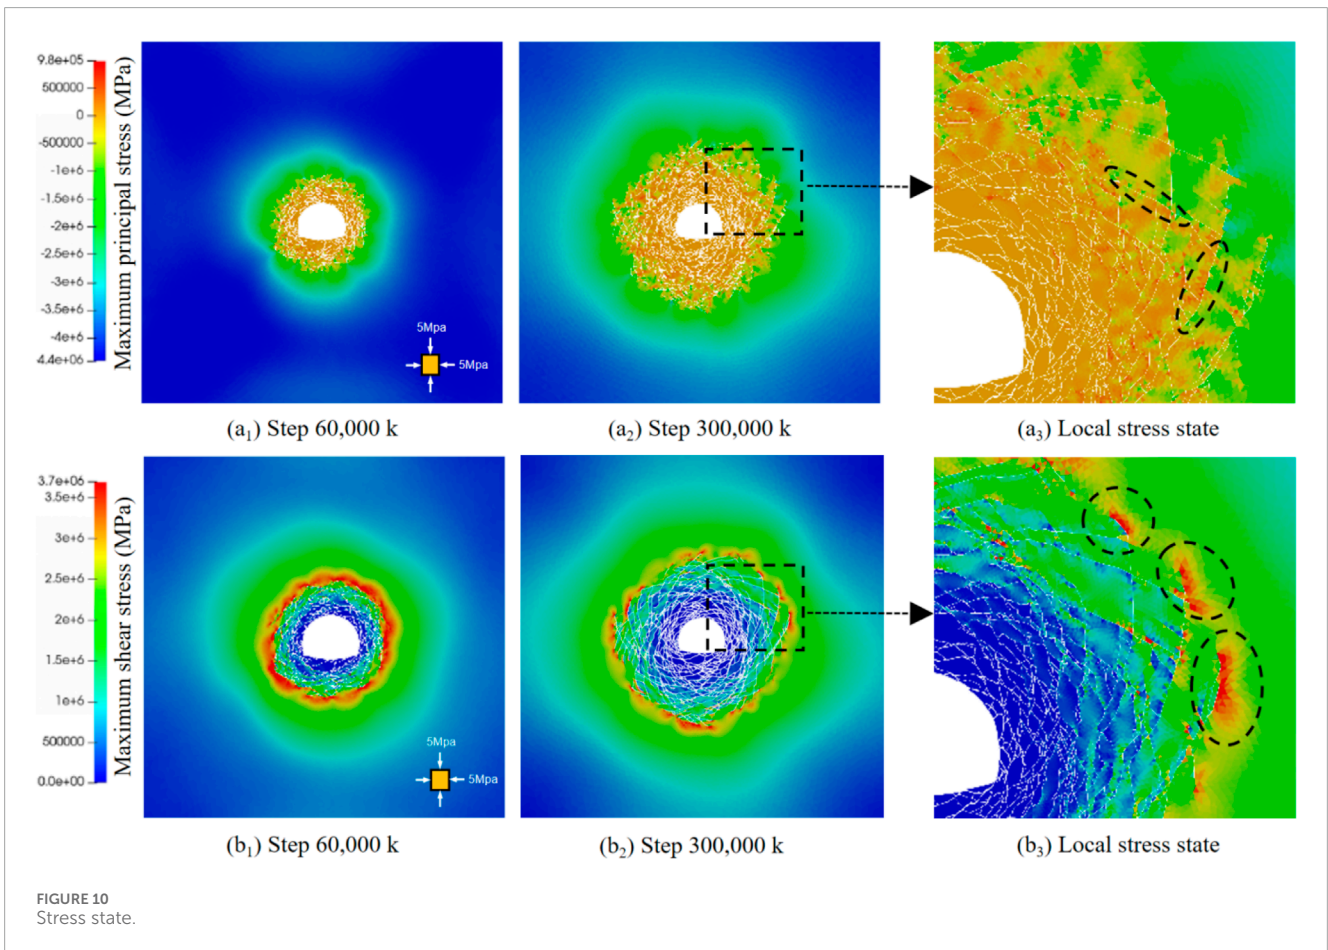 9.8e+05
500000
0
-500000
-1e+6
-1.5e+6
-2e+6
-2.5e+6
-3e+6
-3.5e+6
-4e+6
4.4e+06
Maximum principal stress (MPa)
5Mpa
5Mpa
(a₁) Step 60,000 k
(a₂) Step 300,000 k
(a₃) Local stress state
3.7e+06
3.5e+6
3e+6
2.5e+6
2e+6
1.5e+6
1e+6
500000
0.0e+00
Maximum shear stress (MPa)
5Mpa
5Mpa
(b₁) Step 60,000 k
(b₂) Step 300,000 k
(b₃) Local stress state
FIGURE 10
Stress state.